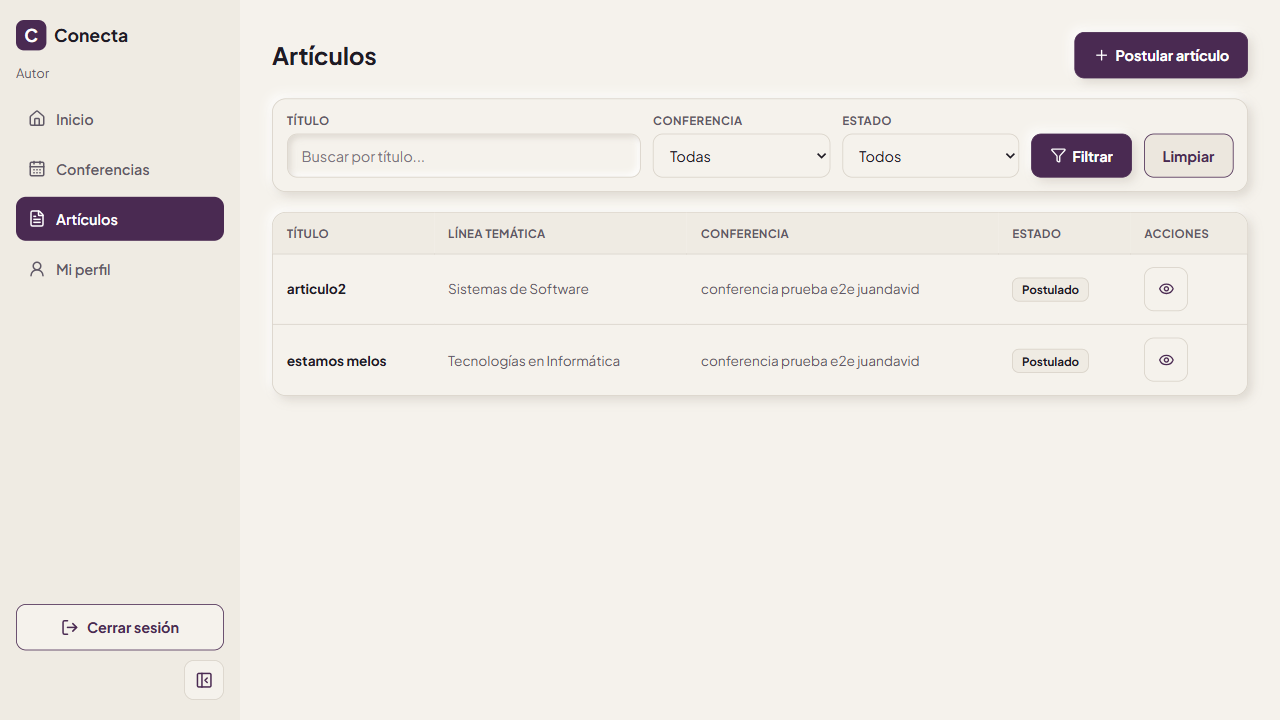 C Conecta
Autor
Inicio
Conferencias
Artículos
Mi perfil
Cerrar sesión
Artículos
+ Postular artículo
TÍTULO CONFERENCIA ESTADO
Buscar por título... Todas Todos Filtrar Limpiar
TÍTULO LÍNEA TEMÁTICA CONFERENCIA ESTADO ACCIONES
articulo2 Sistemas de Software conferencia prueba e2e juandavid Postulado
estamos melos Tecnologías en Informática conferencia prueba e2e juandavid Postulado